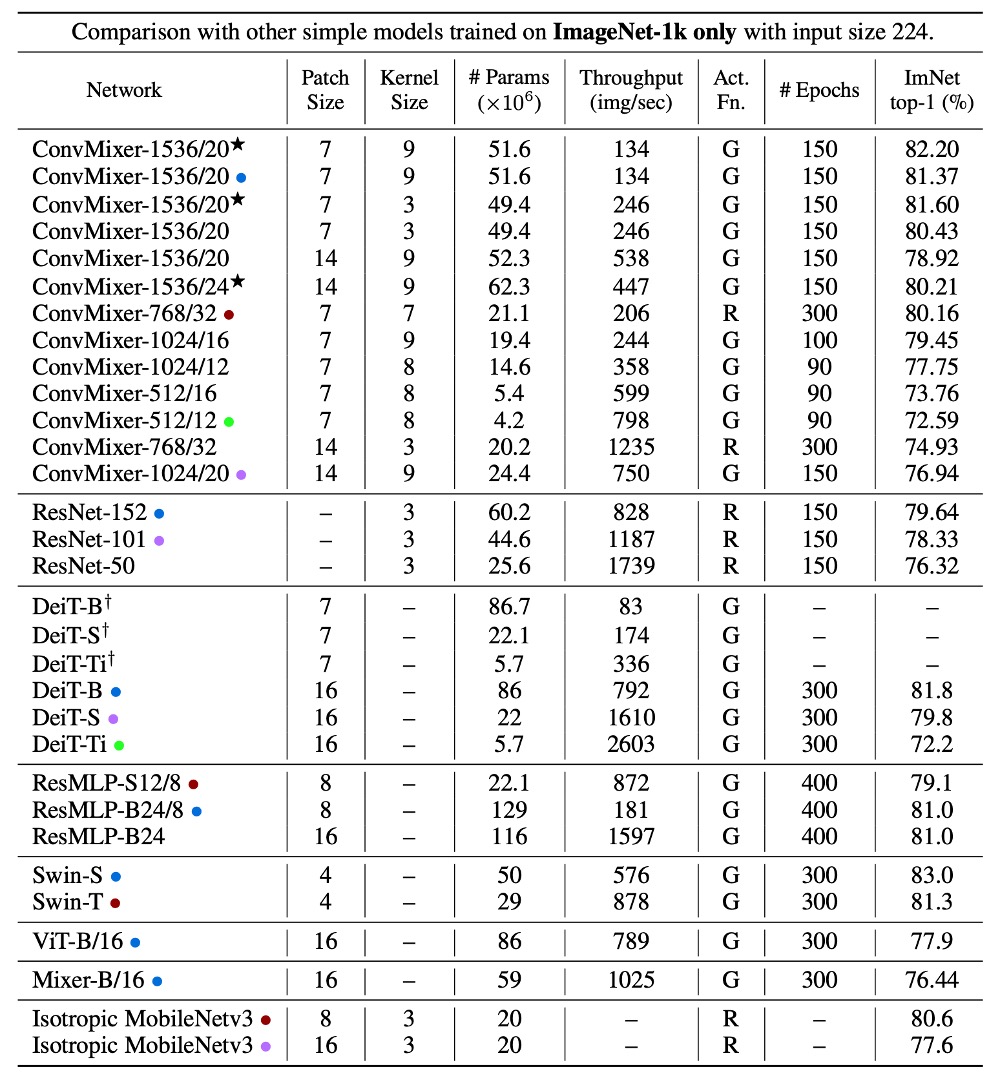 Comparison with other simple models trained on ImageNet-1k only with input size 224.
Network Patch Size Kernel Size # Params (×10⁶) Throughput (img/sec) Act. Fn. # Epochs ImNet top-1 (%)
ConvMixer-1536/20★ 7 9 51.6 134 G 150 82.20
ConvMixer-1536/20 ● 7 9 51.6 134 G 150 81.37
ConvMixer-1536/20★ 7 3 49.4 246 G 150 81.60
ConvMixer-1536/20 7 3 49.4 246 G 150 80.43
ConvMixer-1536/20 14 9 52.3 538 G 150 78.92
ConvMixer-1536/24★ 14 9 62.3 447 G 150 80.21
ConvMixer-768/32 ● 7 7 21.1 206 R 300 80.16
ConvMixer-1024/16 7 9 19.4 244 G 100 79.45
ConvMixer-1024/12 7 8 14.6 358 G 90 77.75
ConvMixer-512/16 7 8 5.4 599 G 90 73.76
ConvMixer-512/12 ● 7 8 4.2 798 G 90 72.59
ConvMixer-768/32 14 3 20.2 1235 R 300 74.93
ConvMixer-1024/20 ● 14 9 24.4 750 G 150 76.94
ResNet-152 ● – 3 60.2 828 R 150 79.64
ResNet-101 ● – 3 44.6 1187 R 150 78.33
ResNet-50 – 3 25.6 1739 R 150 76.32
DeiT-B† 7 – 86.7 83 G – –
DeiT-S† 7 – 22.1 174 G – –
DeiT-Ti† 7 – 5.7 336 G – –
DeiT-B ● 16 – 86 792 G 300 81.8
DeiT-S ● 16 – 22 1610 G 300 79.8
DeiT-Ti ● 16 – 5.7 2603 G 300 72.2
ResMLP-S12/8 ● 8 – 22.1 872 G 400 79.1
ResMLP-B24/8 ● 8 – 129 181 G 400 81.0
ResMLP-B24 16 – 116 1597 G 400 81.0
Swin-S ● 4 – 50 576 G 300 83.0
Swin-T ● 4 – 29 878 G 300 81.3
ViT-B/16 ● 16 – 86 789 G 300 77.9
Mixer-B/16 ● 16 – 59 1025 G 300 76.44
Isotropic MobileNetv3 ● 8 3 20 – R – 80.6
Isotropic MobileNetv3 ● 16 3 20 – R – 77.6